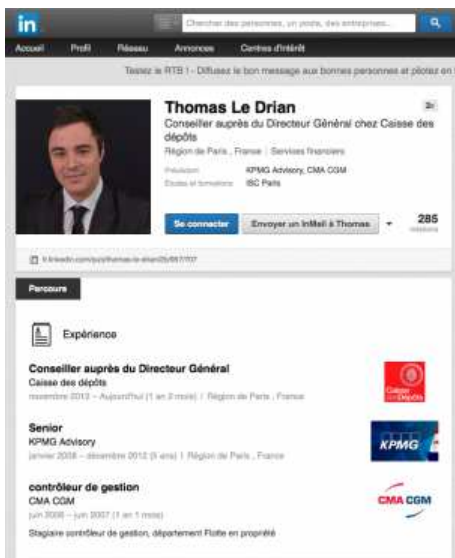 in
Chercher des personnes, un poste, des entreprises...
Accueil Profil Réseau Annonces Centres d'intérêt
Testez le RTB ! - Diffusez le bon message aux bonnes personnes et pilotez en
Thomas Le Drian
2e
Conseiller auprès du Directeur Général chez Caisse des
dépôts
Région de Paris, France Services financiers
Précédent KPMG Advisory, CMA CGM
Études et formations ISC Paris
Se connecter Envoyer un InMail à Thomas 285
relations
Parcours
Expérience
Conseiller auprès du Directeur Général
Caisse des dépôts
Caisse
des Dépôts
novembre 2013 – Aujourd'hui (1 an 2 mois) | Région de Paris, France
Senior
KPMG Advisory
KPMG
janvier 2008 – décembre 2012 (5 ans) | Région de Paris, France
contrôleur de gestion
CMA CGM
CMA CGM
juin 2006 – juin 2007 (1 an 1 mois)
Stagiaire contrôleur de gestion, département Flotte en propriété